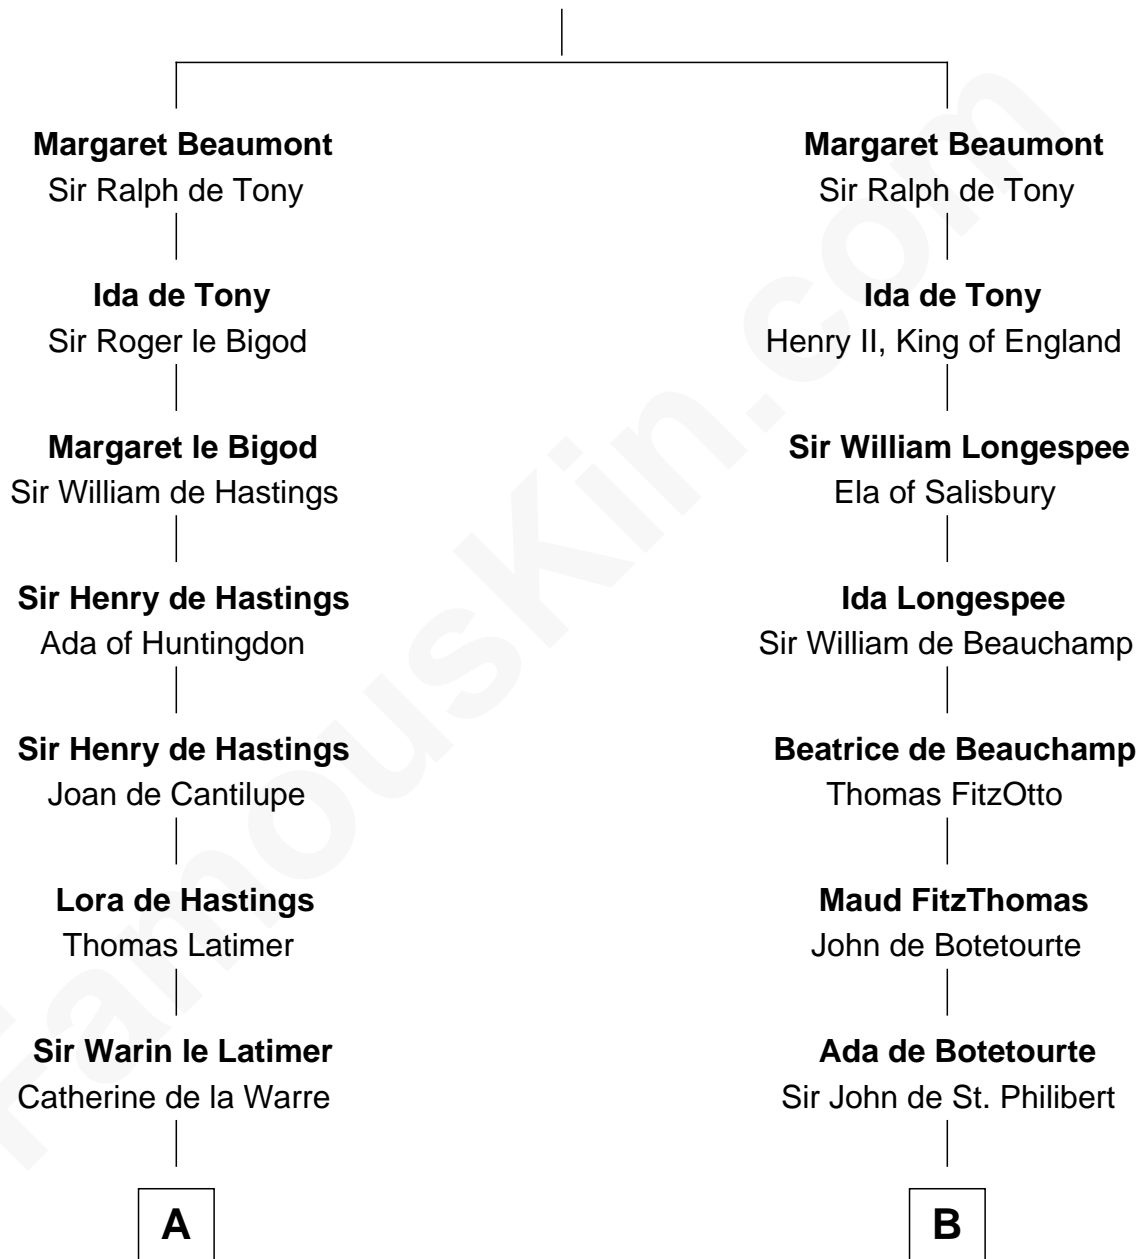 Margaret Beaumont
Sir Ralph de Tony
Ida de Tony
Sir Roger le Bigod
Margaret le Bigod
Sir William de Hastings
Sir Henry de Hastings
Ada of Huntingdon
Sir Henry de Hastings
Joan de Cantilupe
Lora de Hastings
Thomas Latimer
Sir Warin le Latimer
Catherine de la Warre
A
Margaret Beaumont
Sir Ralph de Tony
Ida de Tony
Henry II, King of England
Sir William Longespee
Ela of Salisbury
Ida Longespee
Sir William de Beauchamp
Beatrice de Beauchamp
Thomas FitzOtto
Maud FitzThomas
John de Botetourte
Ada de Botetourte
Sir John de St. Philibert
B
FamousKin.com